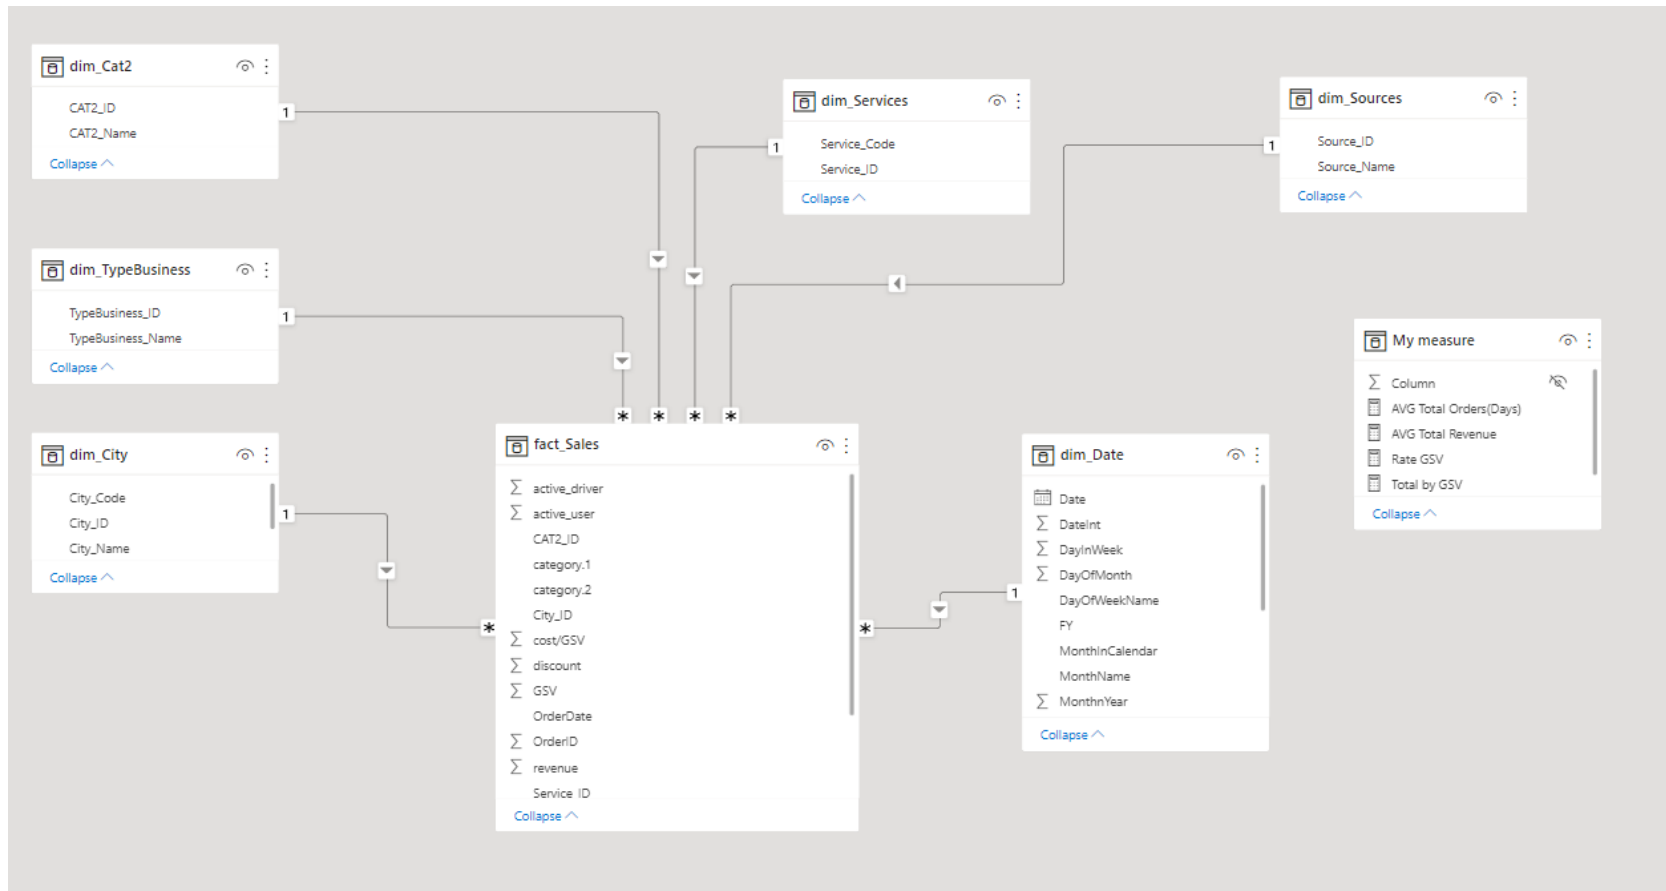 dim_Cat2
CAT2_ID
CAT2_Name
Collapse
1
dim_Services
Service_Code
Service_ID
Collapse
1
dim_Sources
Source_ID
Source_Name
Collapse
1
dim_TypeBusiness
TypeBusiness_ID
TypeBusiness_Name
Collapse
1
My measure
Column
AVG Total Orders(Days)
AVG Total Revenue
Rate GSV
Total by GSV
Collapse
dim_City
City_Code
City_ID
City_Name
Collapse
1
*
* * * *
fact_Sales
active_driver
active_user
CAT2_ID
category.1
category.2
City_ID
cost/GSV
discount
GSV
OrderDate
OrderID
revenue
Service_ID
Collapse
*
1
dim_Date
Date
DateInt
DayInWeek
DayOfMonth
DayOfWeekName
FY
MonthInCalendar
MonthName
MonthnYear
Collapse